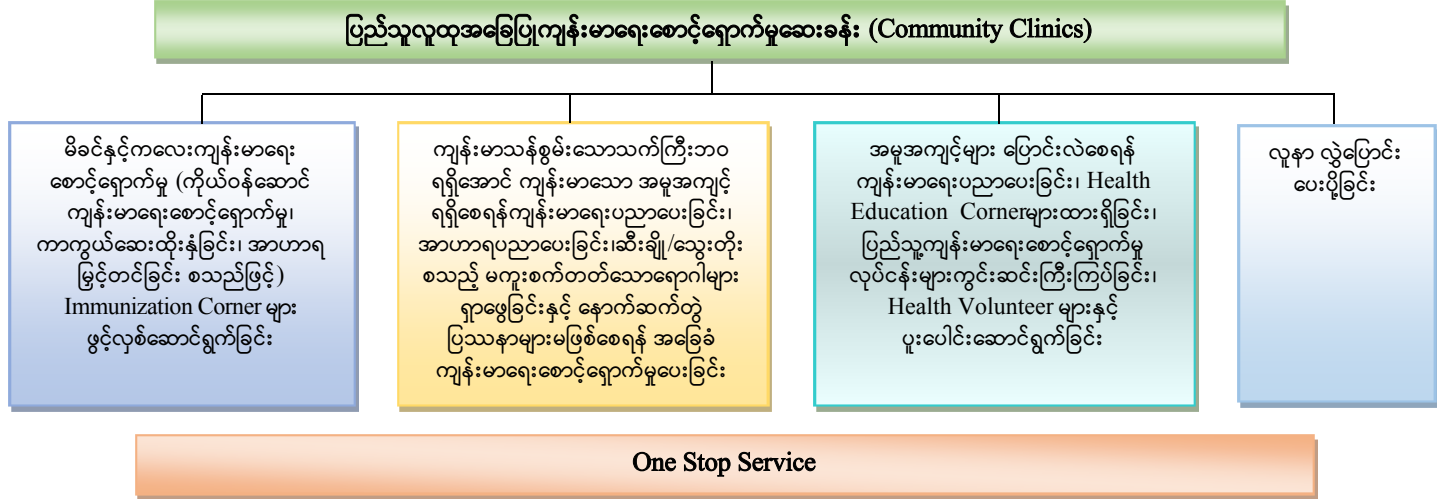 ပြည်သူလူထုအခြေပြုကျန်းမာရေးစောင့်ရှောက်မှုဆေးခန်း (Community Clinics)
မိခင်နှင့်ကလေးကျန်းမာရေး
စောင့်ရှောက်မှု (ကိုယ်ဝန်ဆောင်
ကျန်းမာရေးစောင့်ရှောက်မှု၊
ကာကွယ်ဆေးထိုးနှံခြင်း၊ အာဟာရ
မြှင့်တင်ခြင်း စသည်ဖြင့်)
Immunization Corner များ
ဖွင့်လှစ်ဆောင်ရွက်ခြင်း
ကျန်းမာသန်စွမ်းသောသက်ကြီးဘဝ
ရရှိအောင် ကျန်းမာသော အမူအကျင့်
ရရှိစေရန်ကျန်းမာရေးပညာပေးခြင်း၊
အာဟာရပညာပေးခြင်း၊ဆီးချို/သွေးတိုး
စသည့် မကူးစက်တတ်သောရောဂါများ
ရှာဖွေခြင်းနှင့် နောက်ဆက်တွဲ
ပြဿနာများမဖြစ်စေရန် အခြေခံ
ကျန်းမာရေးစောင့်ရှောက်မှုပေးခြင်း
အမူအကျင့်များ ပြောင်းလဲစေရန်
ကျန်းမာရေးပညာပေးခြင်း၊ Health
Education Cornerများထားရှိခြင်း၊
ပြည်သူ့ကျန်းမာရေးစောင့်ရှောက်မှု
လုပ်ငန်းများကွင်းဆင်းကြီးကြပ်ခြင်း၊
Health Volunteer များနှင့်
ပူးပေါင်းဆောင်ရွက်ခြင်း
လူနာ လွှဲပြောင်း
ပေးပို့ခြင်း
One Stop Service